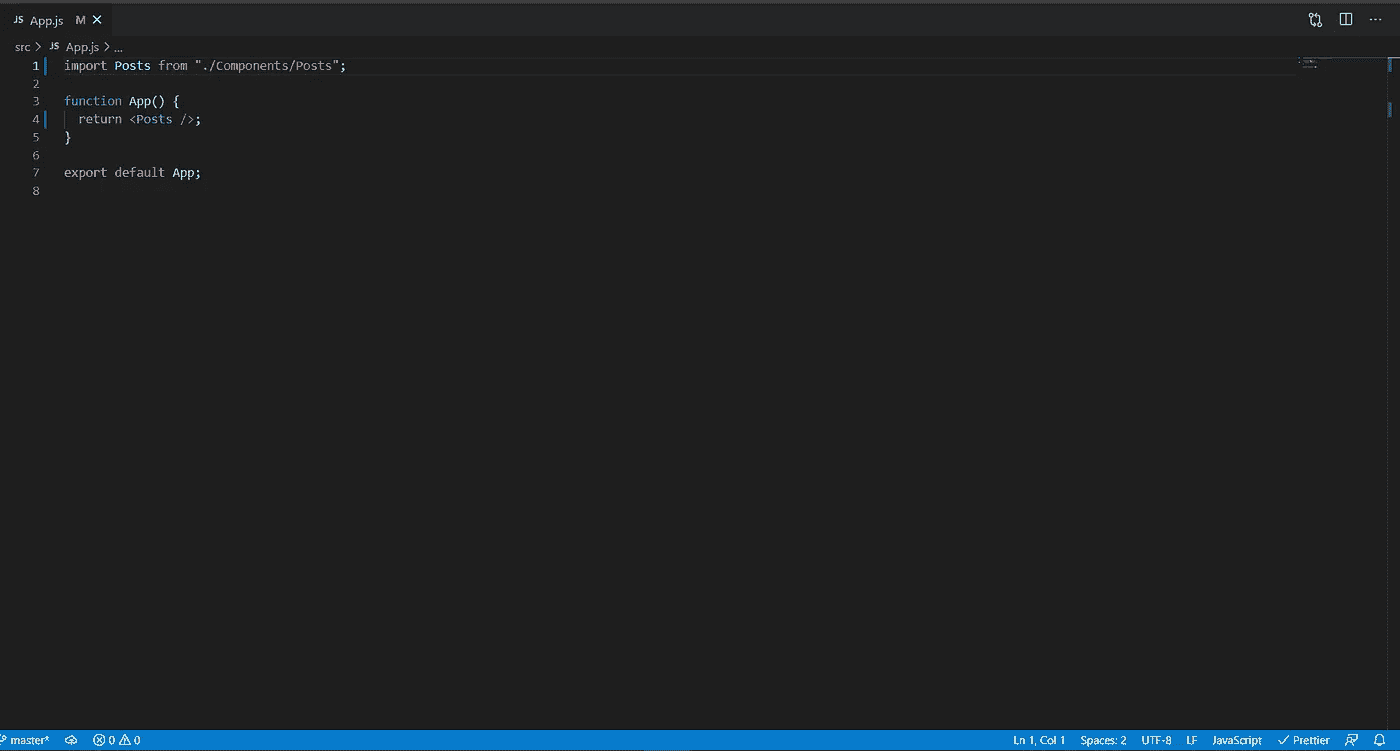 JS App.js M
src > JS App.js > ...
1 import Posts from "./Components/Posts";
2
3 function App() {
4 return <Posts />;
5 }
6
7 export default App;
8
master* 0 0 Ln 1, Col 1 Spaces: 2 UTF-8 LF JavaScript Prettier